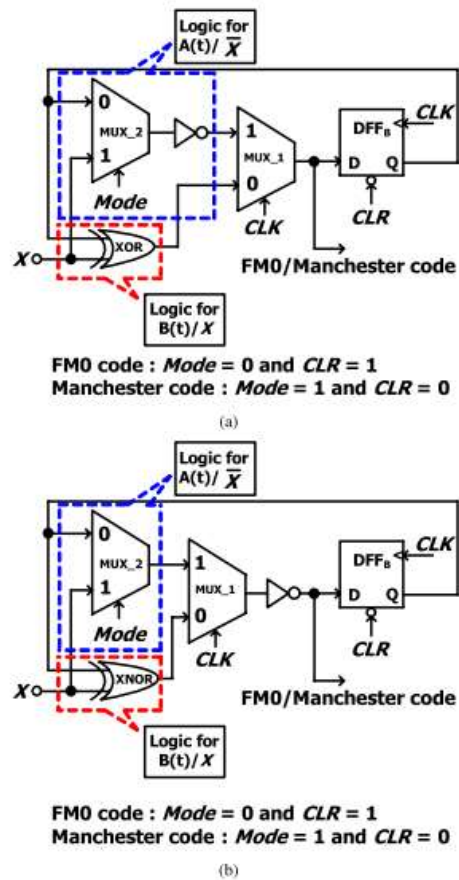 Logic for
A(t)/ X̅
0
MUX_2
1
Mode
1
MUX_1
0
CLK
DFFB
CLK
D Q
CLR
XOR
X
FM0/Manchester code
Logic for
B(t)/X
FM0 code : Mode = 0 and CLR = 1
Manchester code : Mode = 1 and CLR = 0
(a)
Logic for
A(t)/ X̅
0
MUX_2
1
Mode
1
MUX_1
0
CLK
DFFB
CLK
D Q
CLR
XNOR
X
FM0/Manchester code
Logic for
B(t)/X
FM0 code : Mode = 0 and CLR = 1
Manchester code : Mode = 1 and CLR = 0
(b)